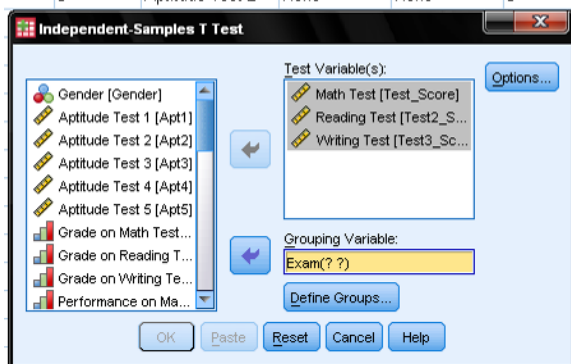 Independent-Samples T Test
Gender [Gender]
Aptitude Test 1 [Apt1]
Aptitude Test 2 [Apt2]
Aptitude Test 3 [Apt3]
Aptitude Test 4 [Apt4]
Aptitude Test 5 [Apt5]
Grade on Math Test...
Grade on Reading T...
Grade on Writing Te...
Performance on Ma...
Test Variable(s):
Math Test [Test_Score]
Reading Test [Test2_S...
Writing Test [Test3_Sc...
Grouping Variable:
Exam(? ?)
Define Groups...
Options...
OK
Paste
Reset
Cancel
Help